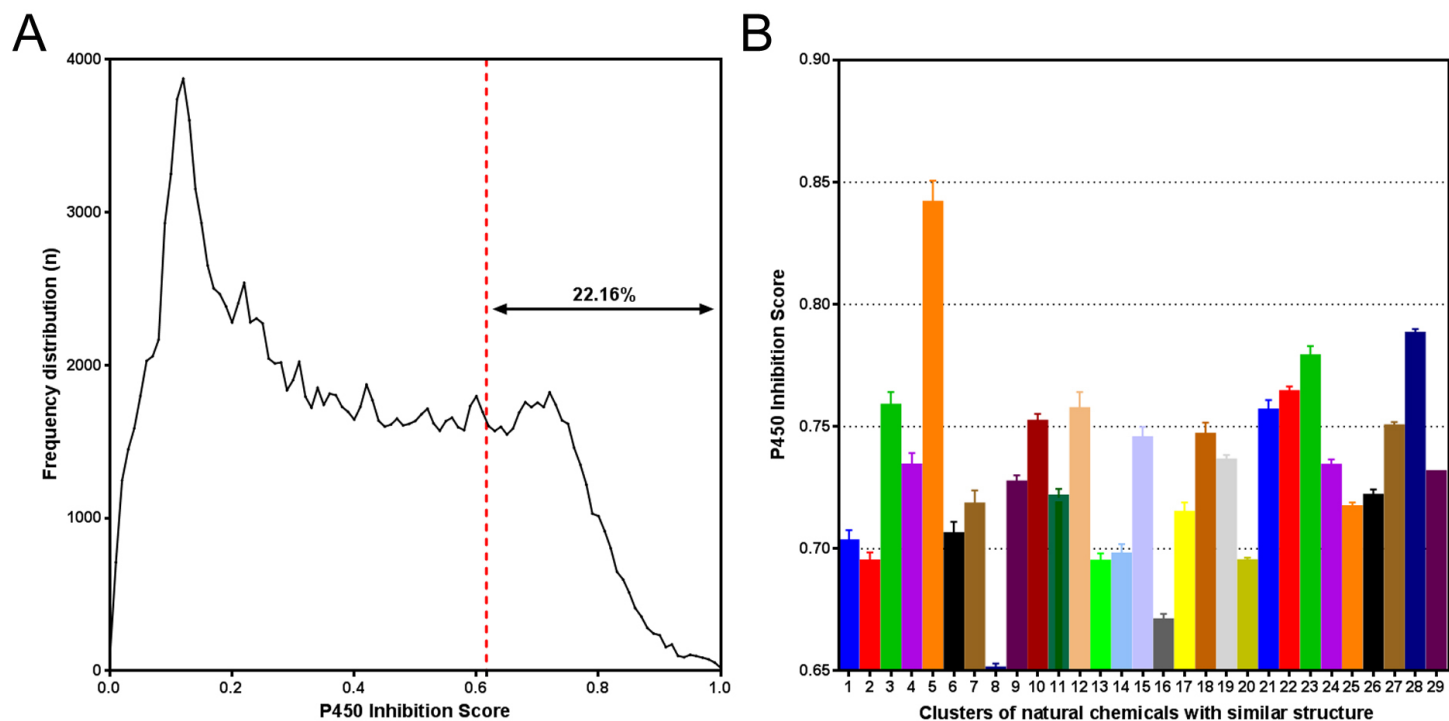 A
Frequency distribution (n)
4000
3000
2000
1000
0
22.16%
0.0 0.2 0.4 0.6 0.8 1.0
P450 Inhibition Score
B
P450 Inhibition Score
0.90
0.85
0.80
0.75
0.70
0.65
1 2 3 4 5 6 7 8 9 10 11 12 13 14 15 16 17 18 19 20 21 22 23 24 25 26 27 28 29
Clusters of natural chemicals with similar structure